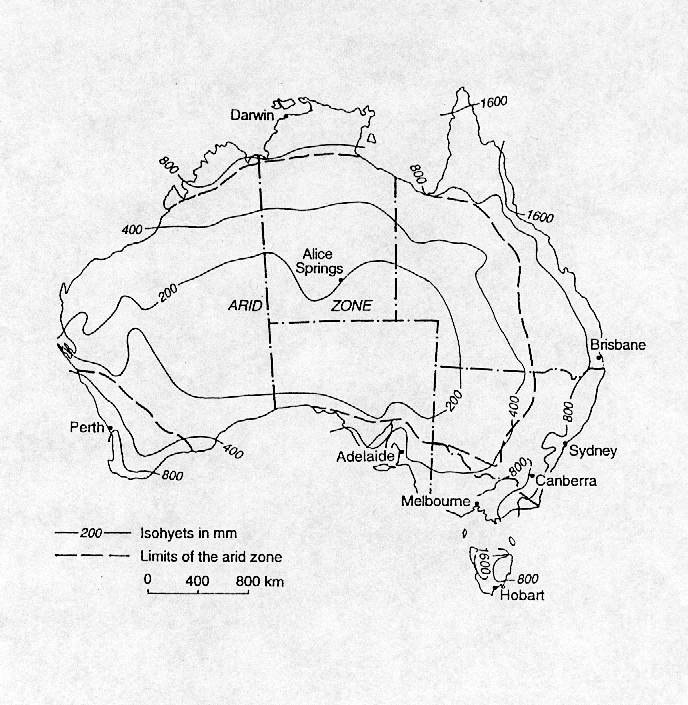 1600
Darwin
800
800
1600
400
Alice
Springs
200
ARID ZONE
Brisbane
200
400
800
Perth
400
Sydney
Adelaide
800
800
Canberra
Melbourne
200 Isohyets in mm
Limits of the arid zone
1600
0 400 800 km
800
Hobart